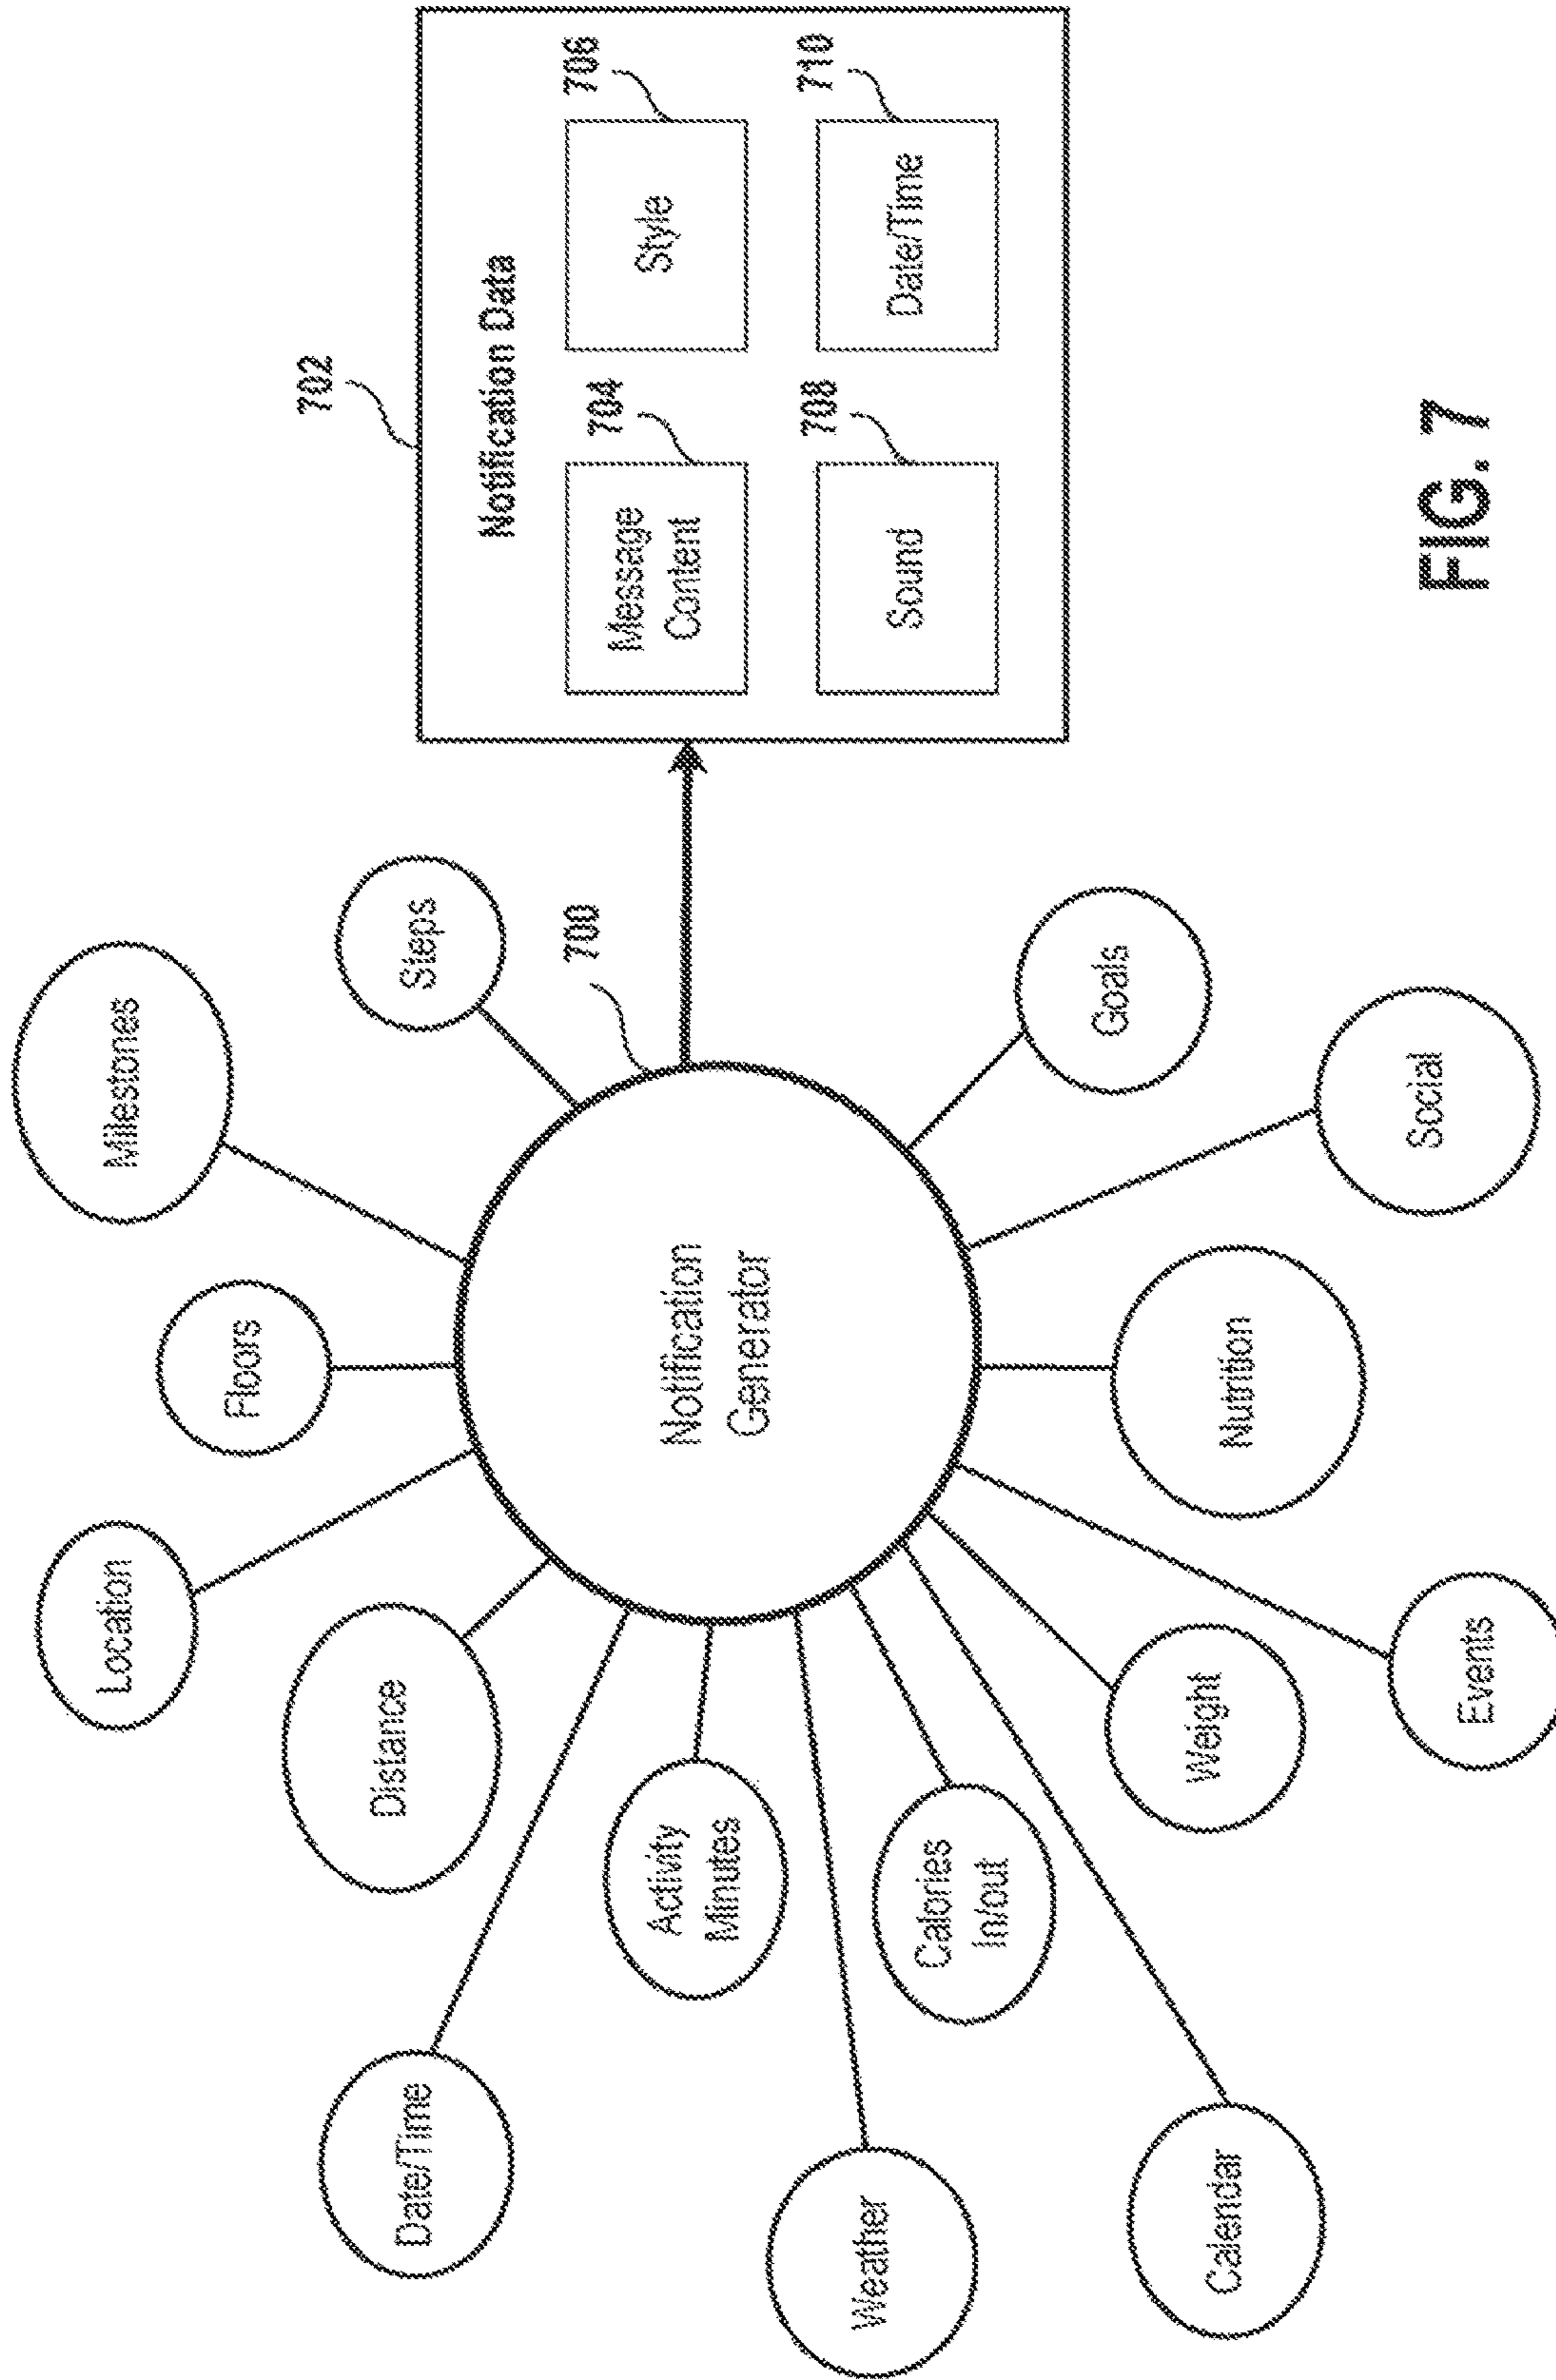 Milestones
Location
Floors
Steps
Distance
Date/Time
Activity
Minutes
Weather
Calories
In/out
Calendar
Weight
Events
Nutrition
Social
Goals
Notification
Generator
700
702
Notification Data
704
Message
Content
706
Style
708
Sound
710
Date/Time
FIG. 7